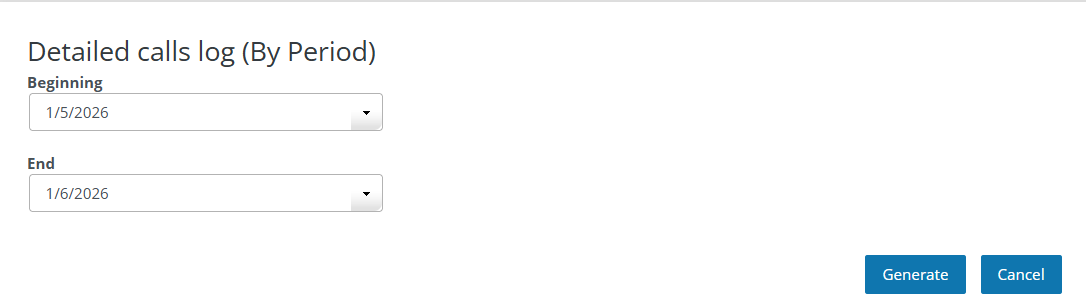 Detailed calls log (By Period)
Beginning
1/5/2026
End
1/6/2026
Generate
Cancel